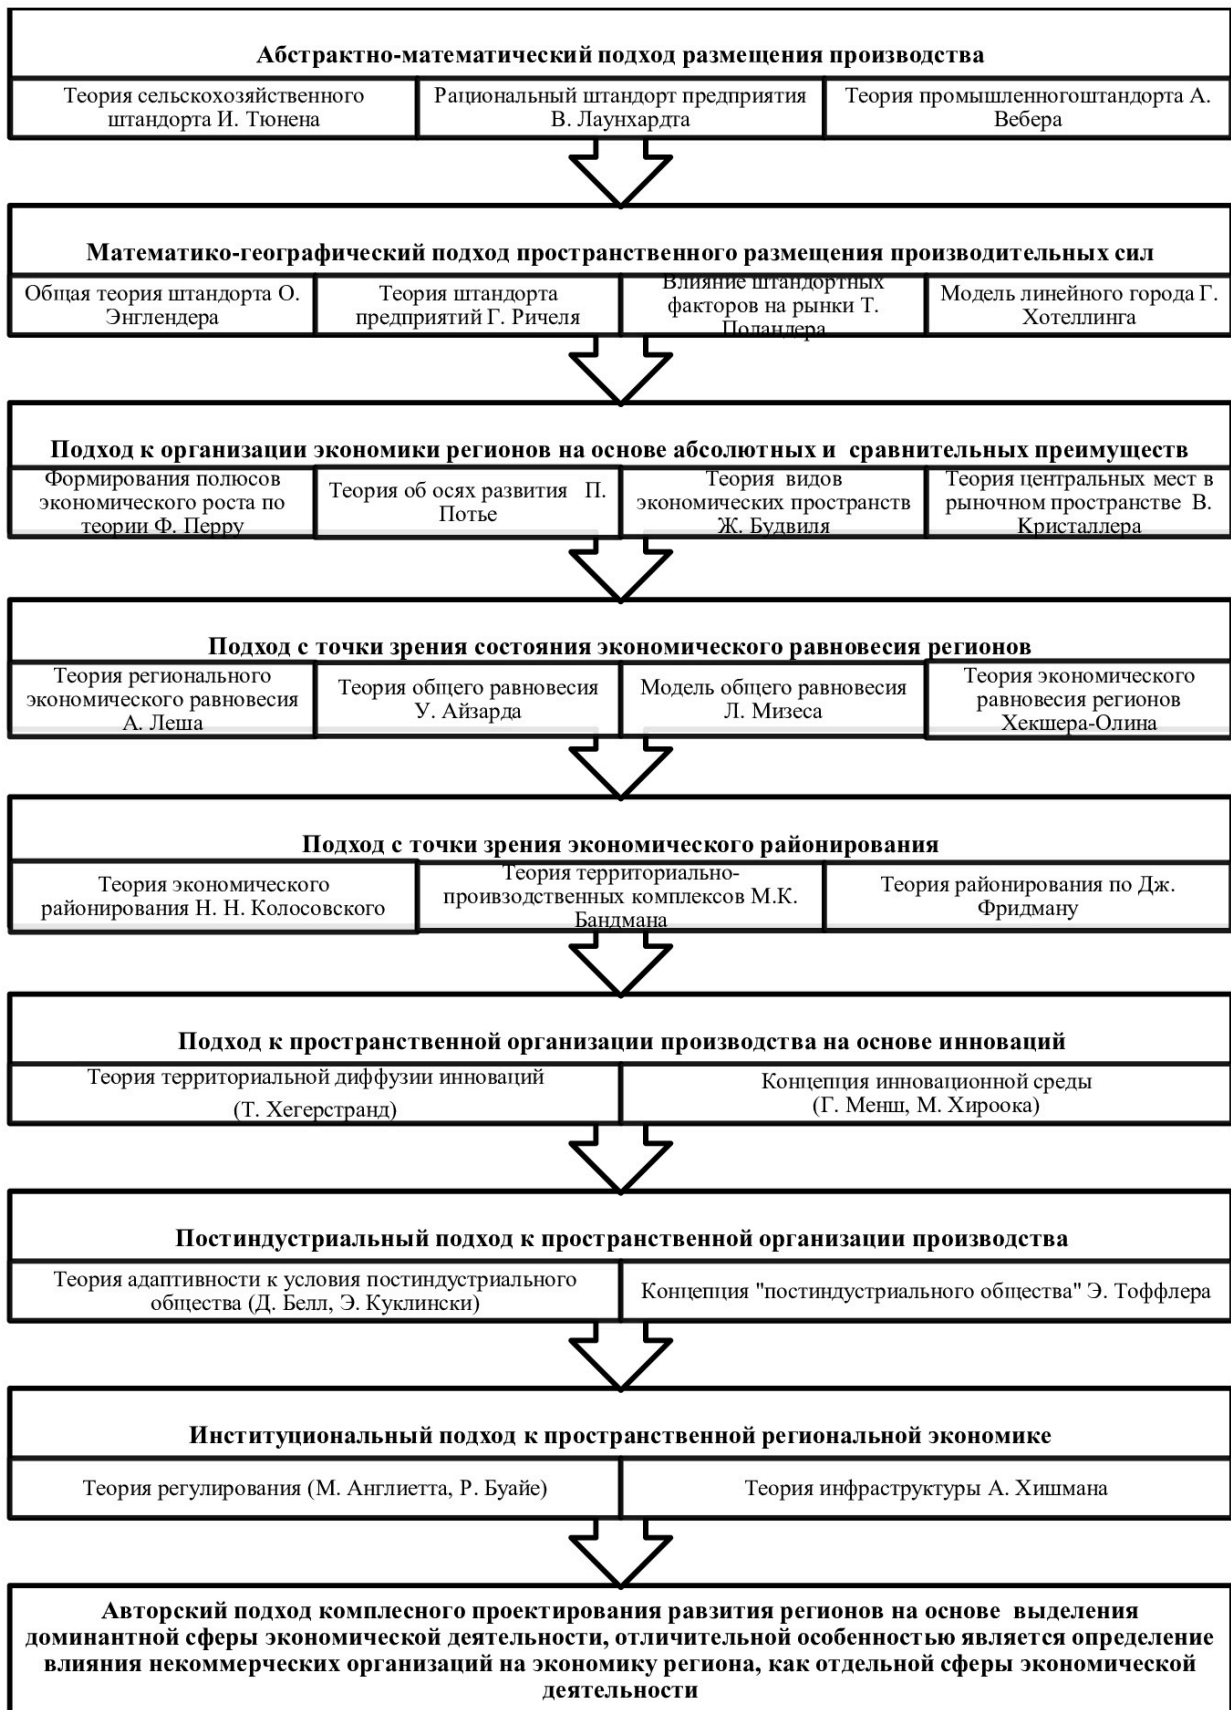 Абстрактно-математический подход размещения производства
Теория сельскохозяйственного
штандорта И. Тюнена
Рациональный штандорт предприятия
В. Лаунхардта
Теория промышленногоштандорта А.
Вебера
Математико-географический подход пространственного размещения производительных сил
Общая теория штандорта О.
Энглендера
Теория штандорта
предприятий Г. Ричеля
Влияние штандортных
факторов на рынки Т.
Поландера
Модель линейного города Г.
Хотеллинга
Подход к организации экономики регионов на основе абсолютных и сравнительных преимуществ
Формирования полюсов
экономического роста по
теории Ф. Перру
Теория об осях развития П.
Потье
Теория видов
экономических пространств
Ж. Будвиля
Теория центральных мест в
рыночном пространстве В.
Кристаллера
Подход с точки зрения состояния экономического равновесия регионов
Теория регионального
экономического равновесия
А. Леша
Теория общего равновесия
У. Айзарда
Модель общего равновесия
Л. Мизеса
Теория экономического
равновесия регионов
Хекшера-Олина
Подход с точки зрения экономического районирования
Теория экономического
районирования Н. Н. Колосовского
Теория территориально-
проивзодственных комплексов М.К.
Бандмана
Теория районирования по Дж.
Фридману
Подход к пространственной организации производства на основе инноваций
Теория территориальной диффузии инноваций
(Т. Хегерстранд)
Концепция инновационной среды
(Г. Менш, М. Хироока)
Постиндустриальный подход к пространственной организации производства
Теория адаптивности к условия постиндустриального
общества (Д. Белл, Э. Куклински)
Концепция "постиндустриального общества" Э. Тоффлера
Институциональный подход к пространственной региональной экономике
Теория регулирования (М. Англиетта, Р. Буайе)
Теория инфраструктуры А. Хишмана
Авторский подход комплесного проектирования равзития регионов на основе выделения
доминантной сферы экономической деятельности, отличительной особенностью является определение
влияния некоммерческих организаций на экономику региона, как отдельной сферы экономической
деятельности